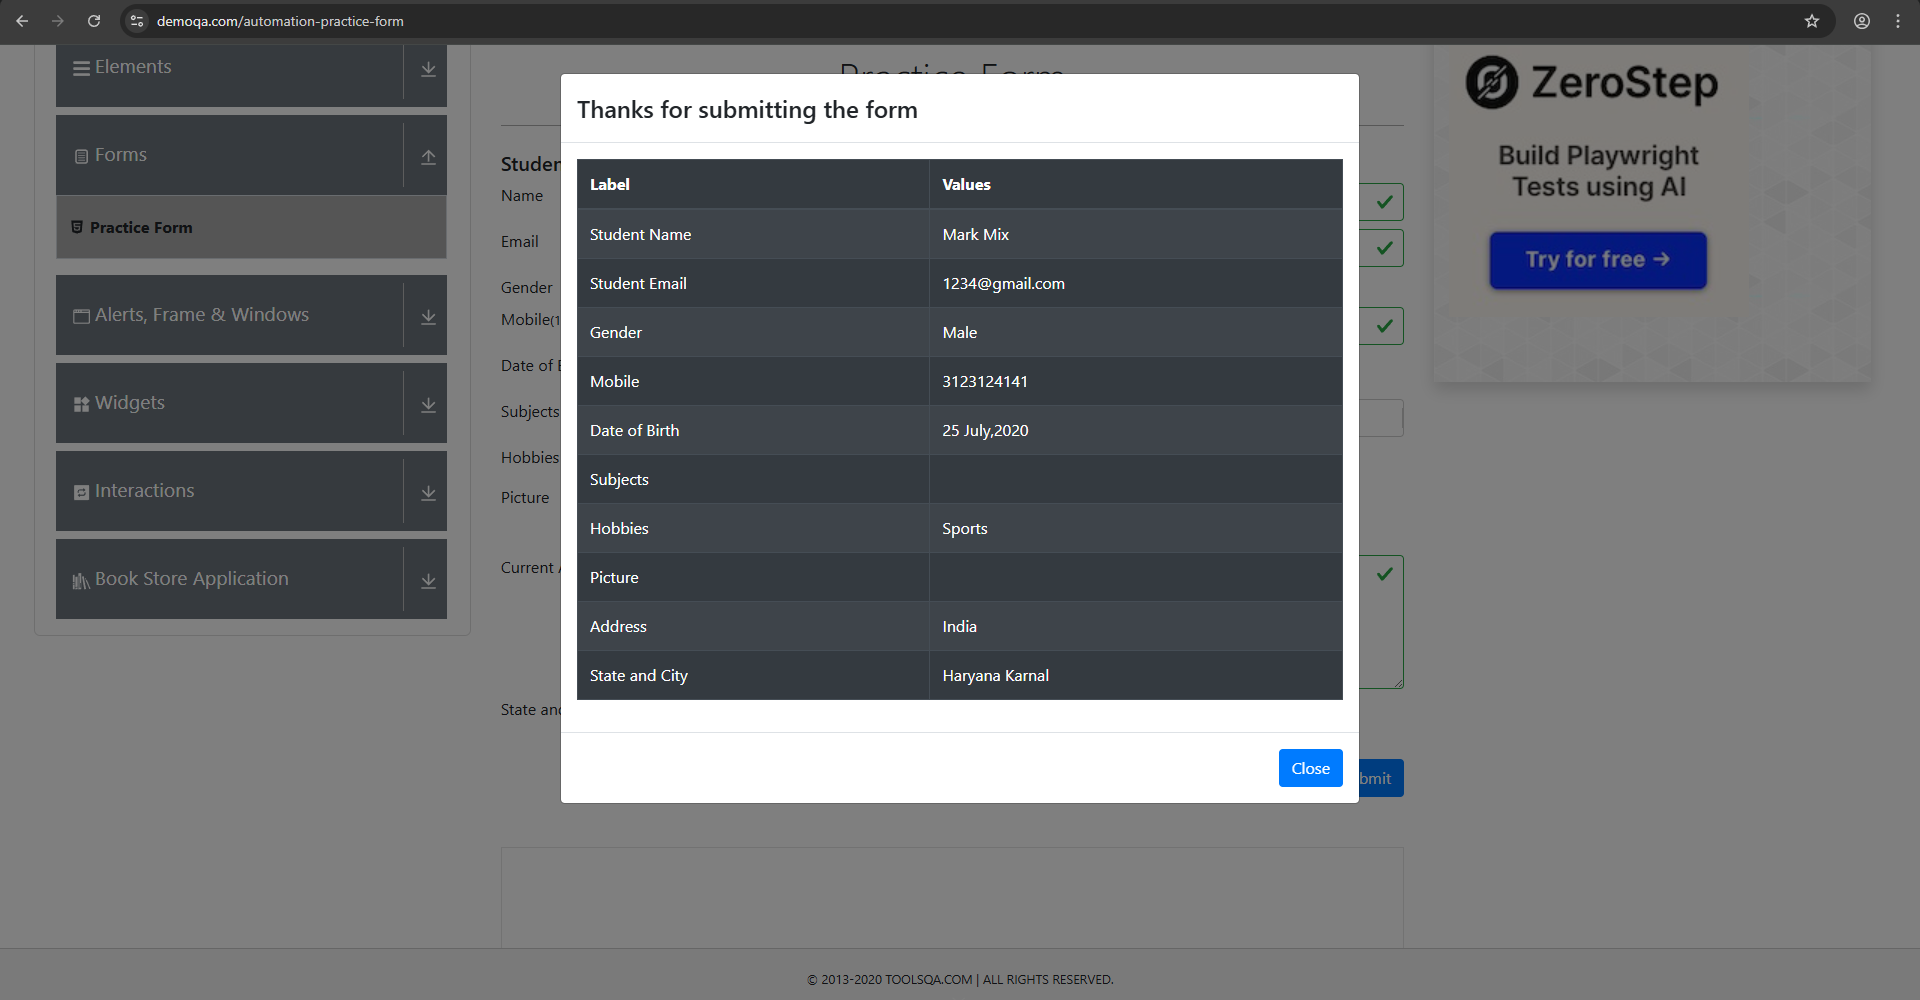 demoqa.com/automation-practice-form
Elements
Forms
Practice Form
Alerts, Frame & Windows
Widgets
Interactions
Book Store Application
Practice Form
Name
Email
Gender
Mobile(1
Date of
Subjects
Hobbies
Picture
Current
State
Thanks for submitting the form
Label Values
Student Name Mark Mix
Student Email 1234@gmail.com
Gender Male
Mobile 3123124141
Date of Birth 25 July,2020
Subjects
Hobbies Sports
Picture
Address India
State and City Haryana Karnal
Close
bmit
ZeroStep
Build Playwright
Tests using AI
Try for free →
© 2013-2020 TOOLSQA.COM | ALL RIGHTS RESERVED.